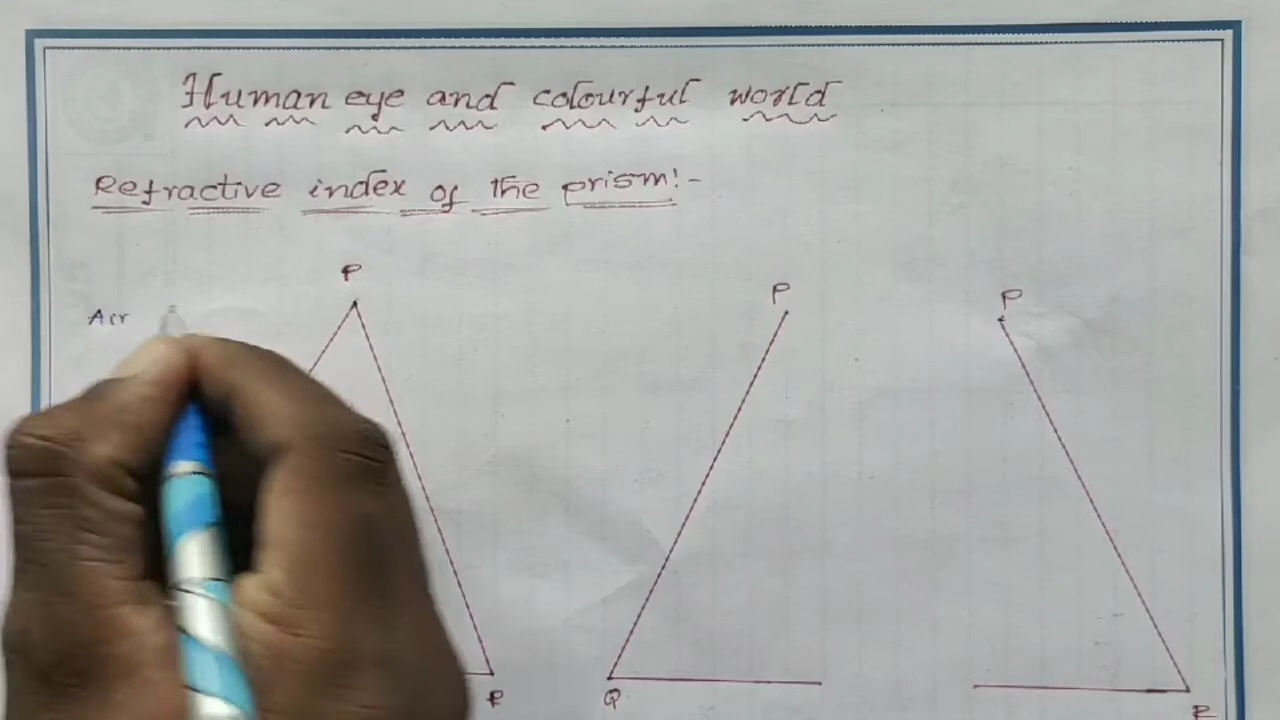 Human eye and colourful world
Refractive index of the prism:-
P
P
P
Air
R
Q
R